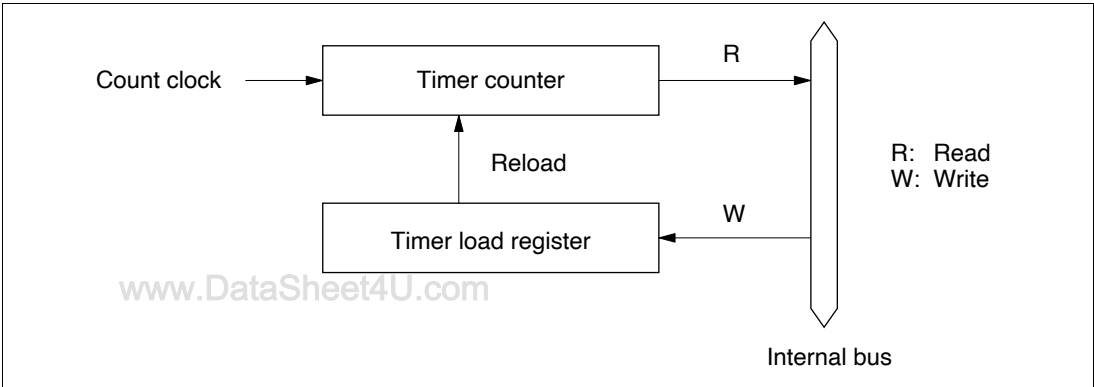 Count clock
Timer counter
R
Reload
R: Read
W: Write
Timer load register
W
www.DataSheet4U.com
Internal bus